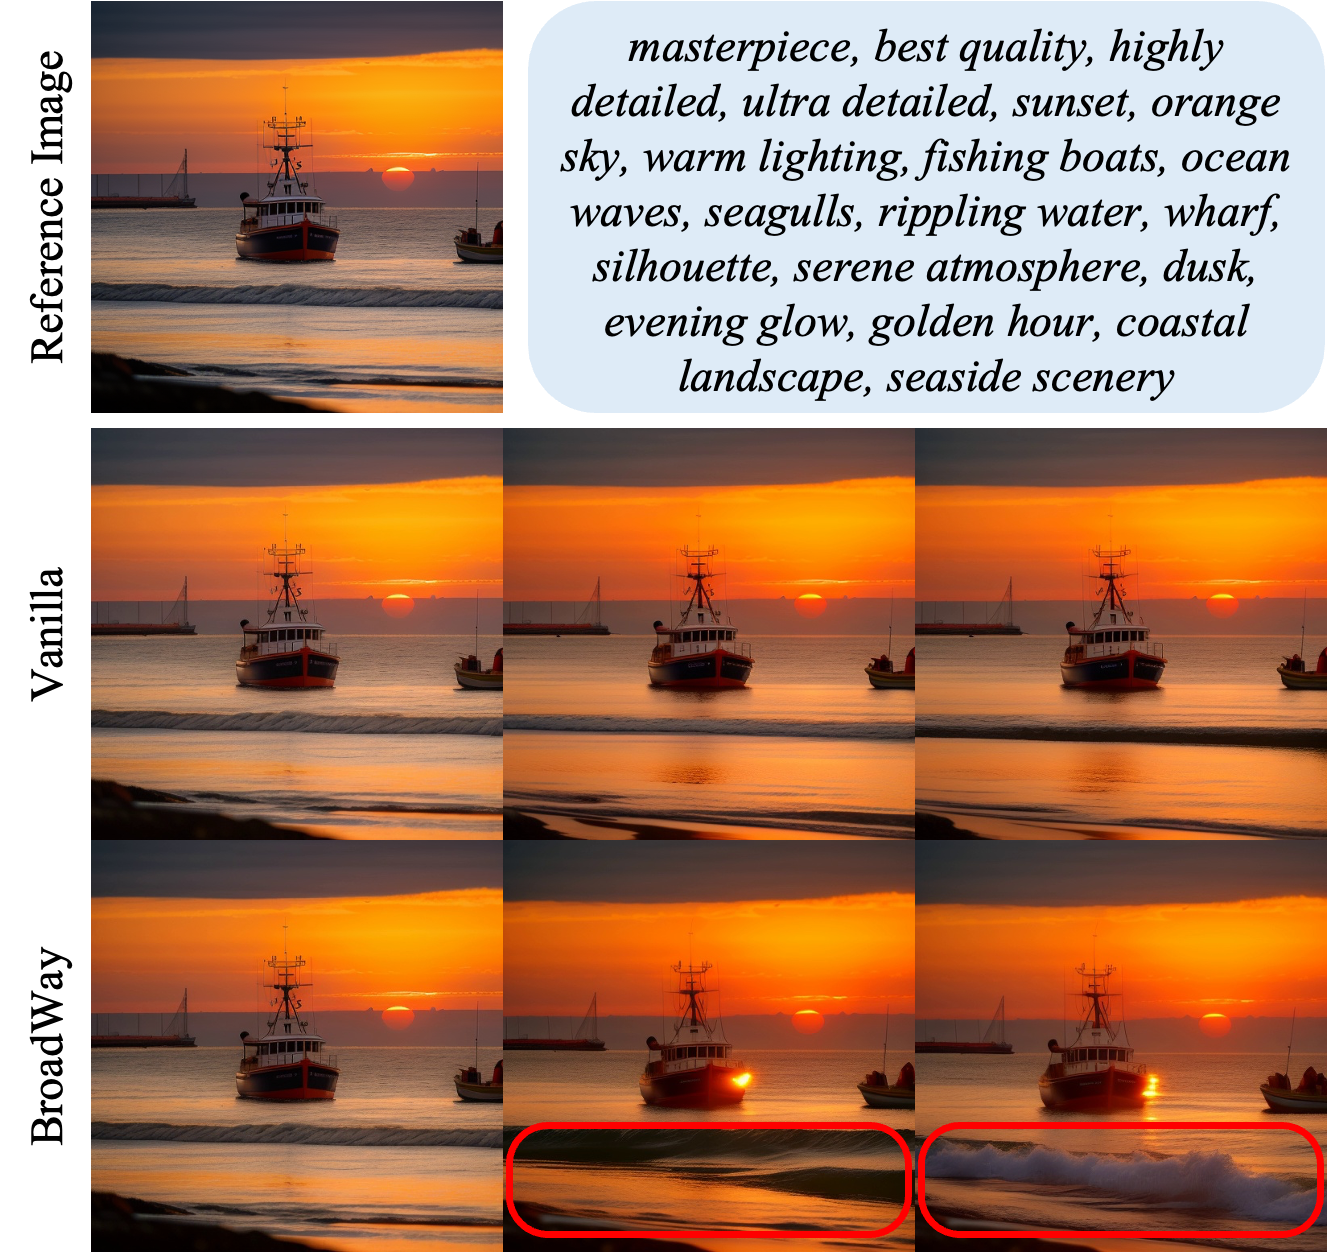 Reference Image
masterpiece, best quality, highly
detailed, ultra detailed, sunset, orange
sky, warm lighting, fishing boats, ocean
waves, seagulls, rippling water, wharf,
silhouette, serene atmosphere, dusk,
evening glow, golden hour, coastal
landscape, seaside scenery
Vanilla
BroadWay